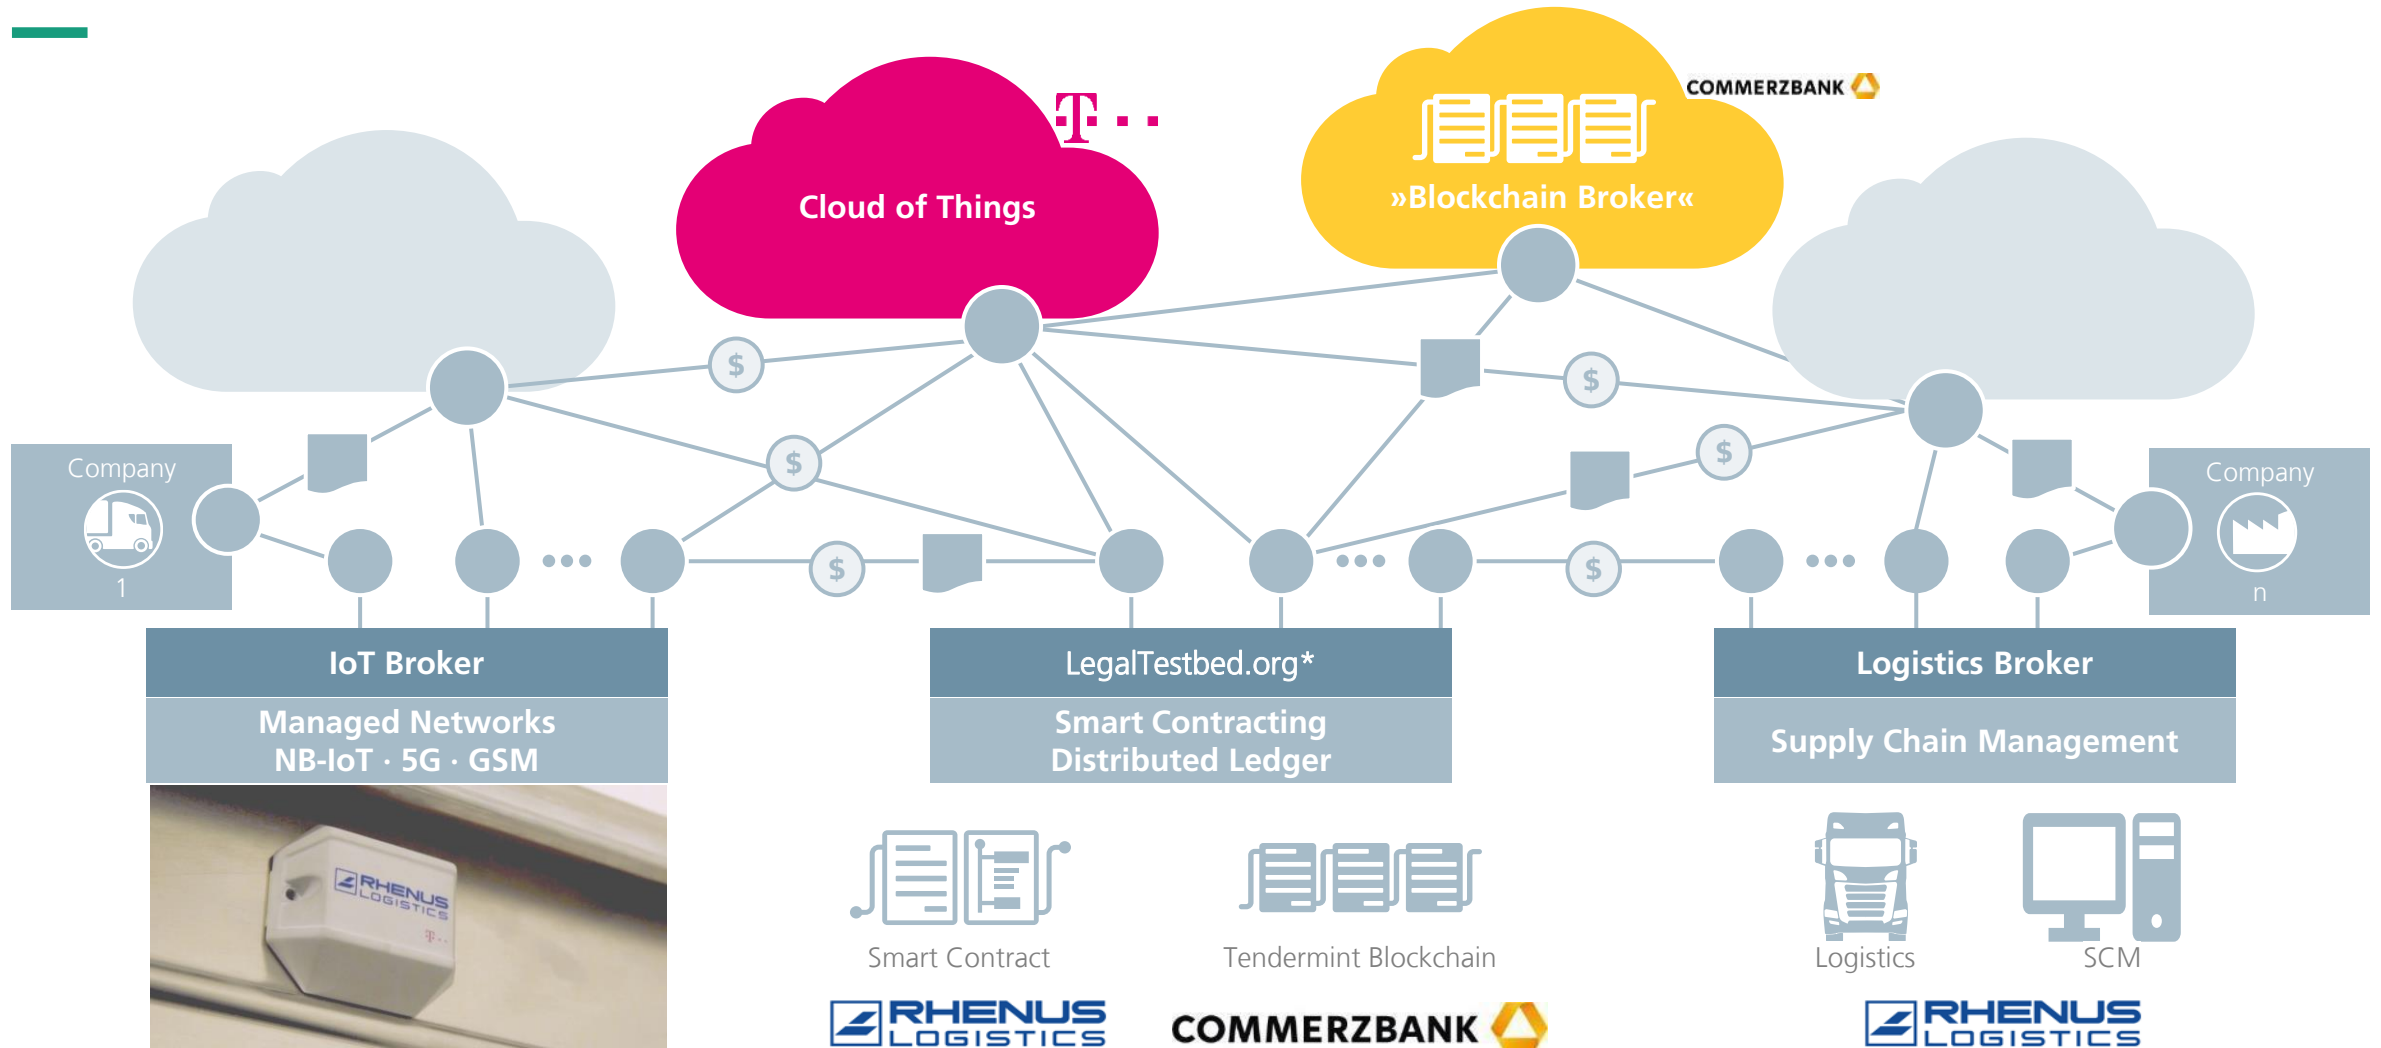 COMMERZBANK
T
Cloud of Things
»Blockchain Broker«
$
$
$
$
$
$
Company
1
Company
n
IoT Broker
Managed Networks
NB-IoT · 5G · GSM
LegalTestbed.org*
Smart Contracting
Distributed Ledger
Logistics Broker
Supply Chain Management
RHENUS
LOGISTICS
T
Smart Contract
Tendermint Blockchain
Logistics
SCM
RHENUS
LOGISTICS
COMMERZBANK
RHENUS
LOGISTICS